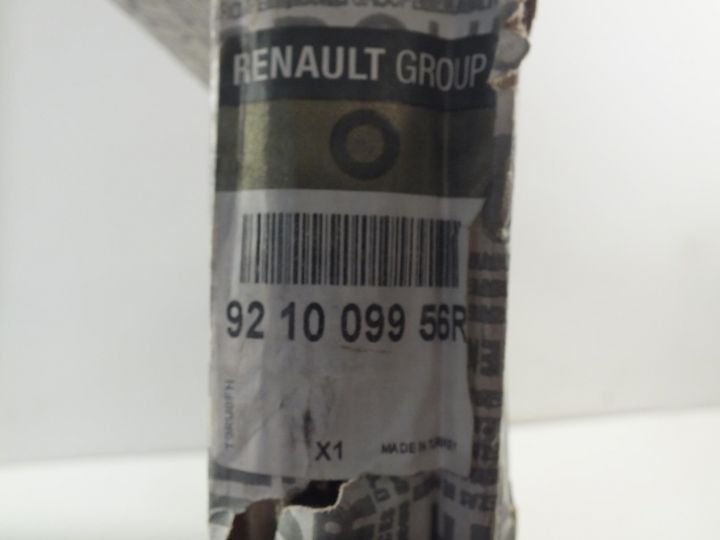 RENAULT GROUP
92 10 099 56R
X1
MADE IN TURKEY